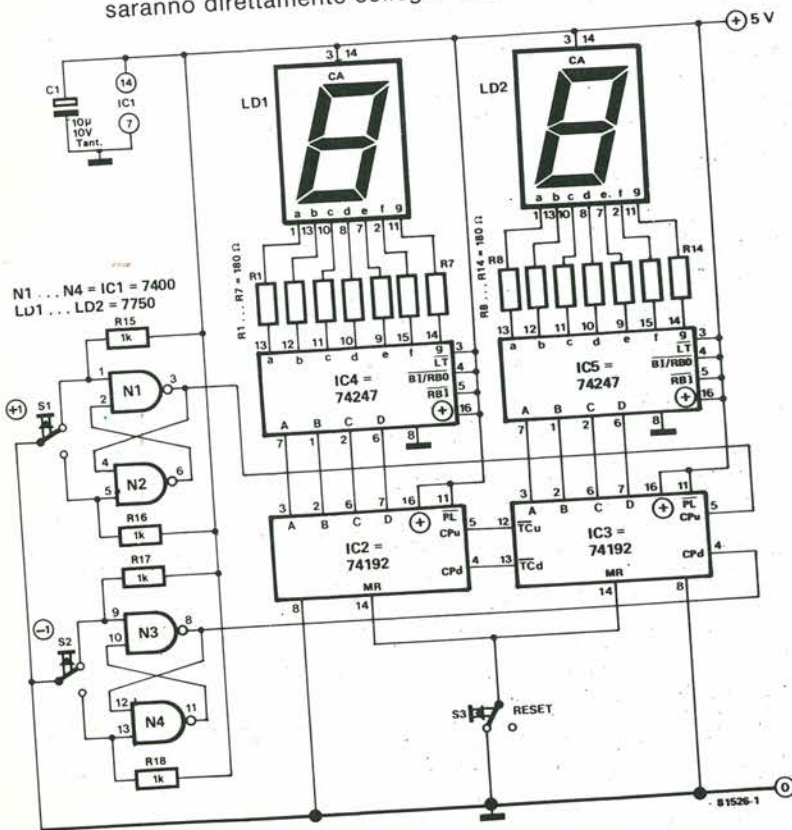 saranno direttamente
+ 5 V
3 14
3 14
C1
14
IC1
7
10µ
10V
Tant.
CA
LD1
CA
LD2
a b c d e f g
1 13 10 8 7 2 11
a b c d e f g
1 13 10 8 7 2 11
N1 ... N4 = IC1 = 7400
LD1 ... LD2 = 7750
R1
R1 ... R7 = 180 Ω
R7
R8
R8 ... R14 = 180 Ω
R14
R15
1k
13 12 11 10 9 15 14
a b c d e f g
13 12 11 10 9 15 14
a b c d e f g
IC4 =
74247
LT 3
BI/RBO 4
RBI 5
+ 16
A B C D
7 1 2 6 8
IC5 =
74247
LT 3
BI/RBO 4
RBI 5
+ 16
A B C D
7 1 2 6 8
+1
S1
1
2
N1
3
4
5
N2
6
R16
1k
R17
1k
3 2 6 7 16 11
A B C D + PL
IC2 =
74192
CPu 5
CPd 4
MR
8 14
3 2 6 7 16 11
A B C D + PL
12 TCu
13 TCd
IC3 =
74192
CPu 5
CPd 4
MR
14 8
−1
S2
9
10
N3
8
12
13
N4
11
R18
1k
S3
RESET
0
81526-1